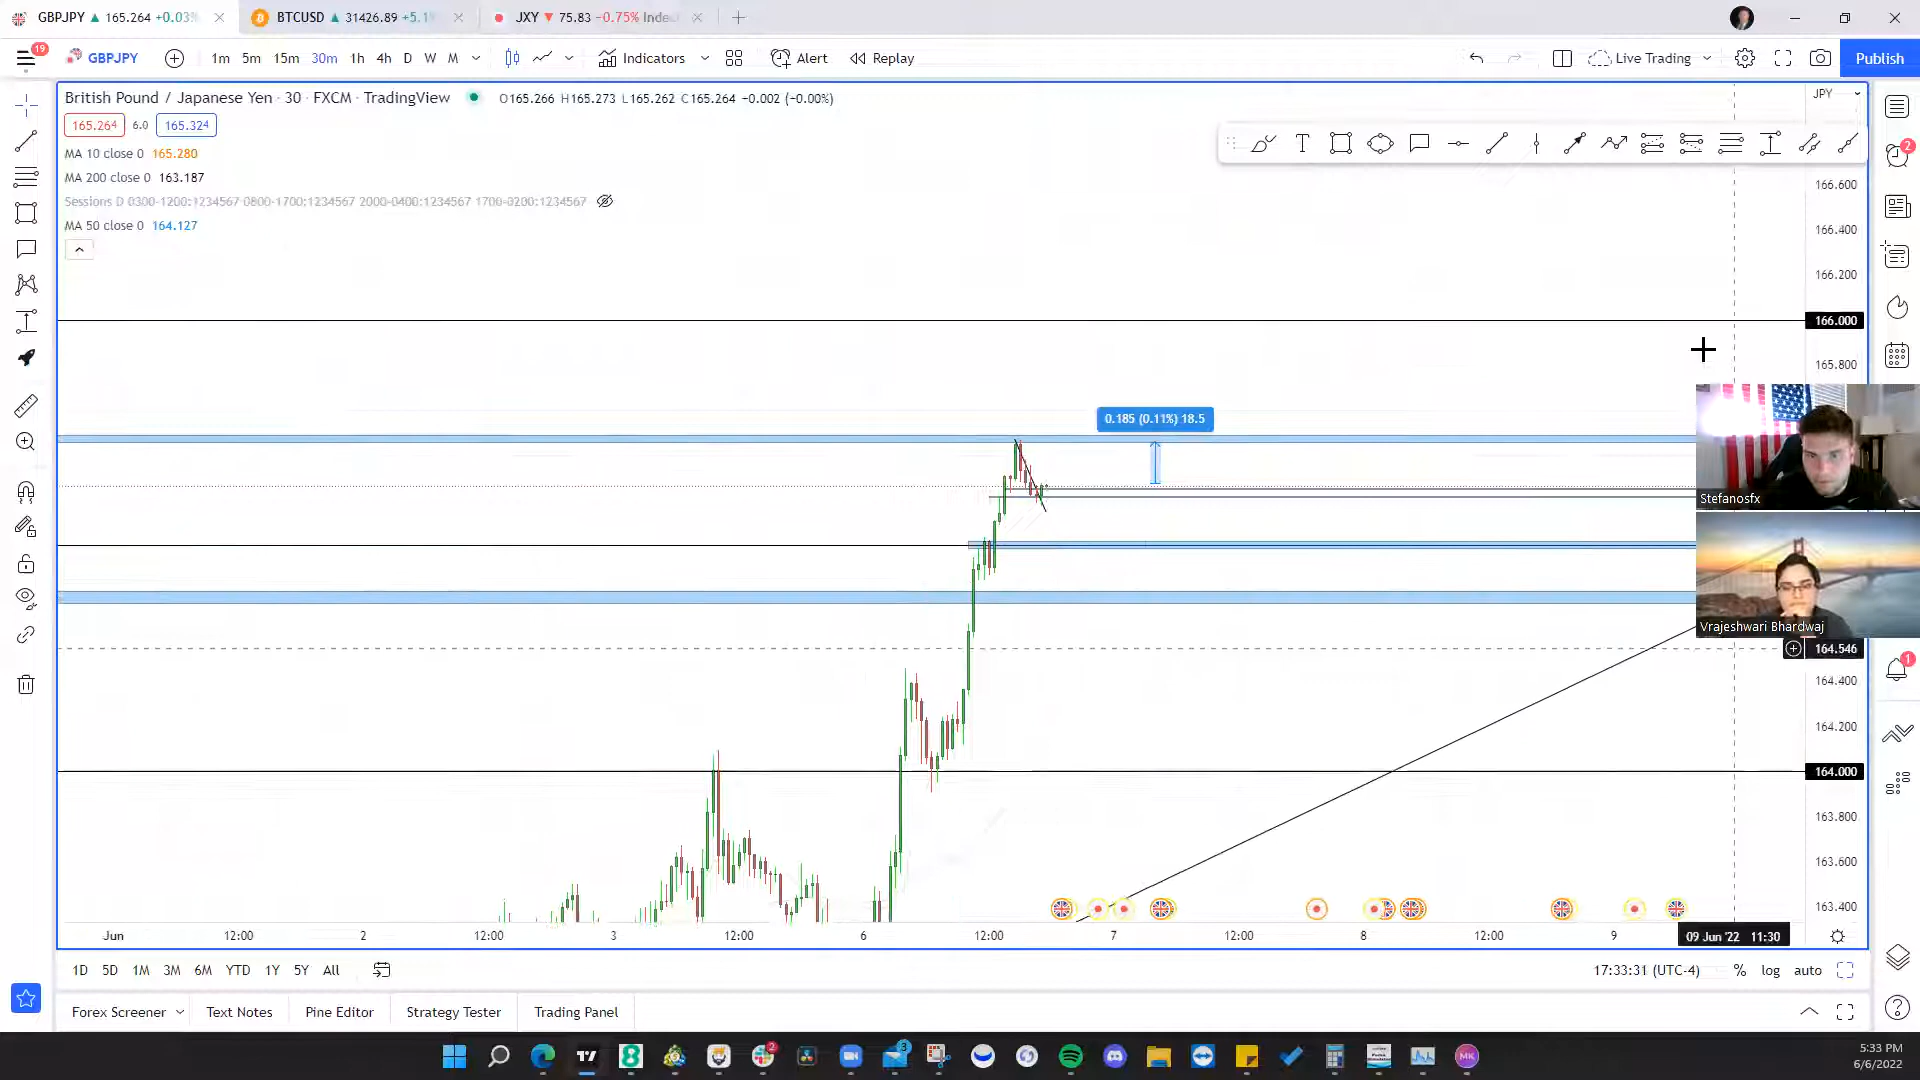 GBPJPY ▲ 165.264 +0.03%
BTCUSD ▲ 31426.89 +5.1
JXY ▼ 75.83 −0.75% Inde
19
GBPJPY 1m 5m 15m 30m 1h 4h D W M Indicators Alert Replay Live Trading Publish
British Pound / Japanese Yen · 30 · FXCM · TradingView O165.266 H165.273 L165.262 C165.264 −0.002 (−0.00%)
JPY
165.264 6.0 165.324
MA 10 close 0 165.280
MA 200 close 0 163.187
Sessions D 0300-1200:1234567 0800-1700:1234567 2000-0400:1234567 1700-0200:1234567
MA 50 close 0 164.127
2
166.600
166.400
166.200
166.000
165.800
0.185 (0.11%) 18.5
Stefanosfx
Vrajeshwari Bhardwaj
164.546
1
164.400
164.200
164.000
163.800
163.600
163.400
Jun 12:00 2 12:00 3 12:00 6 12:00 7 12:00 8 12:00 9 09 Jun '22 11:30
1D 5D 1M 3M 6M YTD 1Y 5Y All 17:33:31 (UTC-4) % log auto
Forex Screener Text Notes Pine Editor Strategy Tester Trading Panel
2
3
MK
5:33 PM
6/6/2022